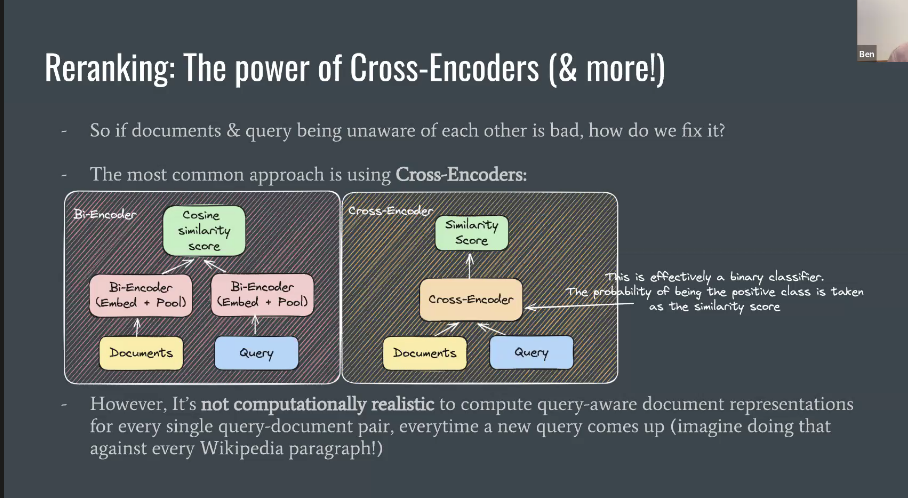 Ben
Reranking: The power of Cross-Encoders (& more!)
- So if documents & query being unaware of each other is bad, how do we fix it?
- The most common approach is using Cross-Encoders:
Bi-Encoder
Cosine
similarity
score
Bi-Encoder
(Embed + Pool)
Bi-Encoder
(Embed + Pool)
Documents
Query
Cross-Encoder
Similarity
Score
Cross-Encoder
Documents
Query
This is effectively a binary classifier.
The probability of being the positive class is taken
as the similarity score
- However, It's not computationally realistic to compute query-aware document representations
for every single query-document pair, everytime a new query comes up (imagine doing that
against every Wikipedia paragraph!)